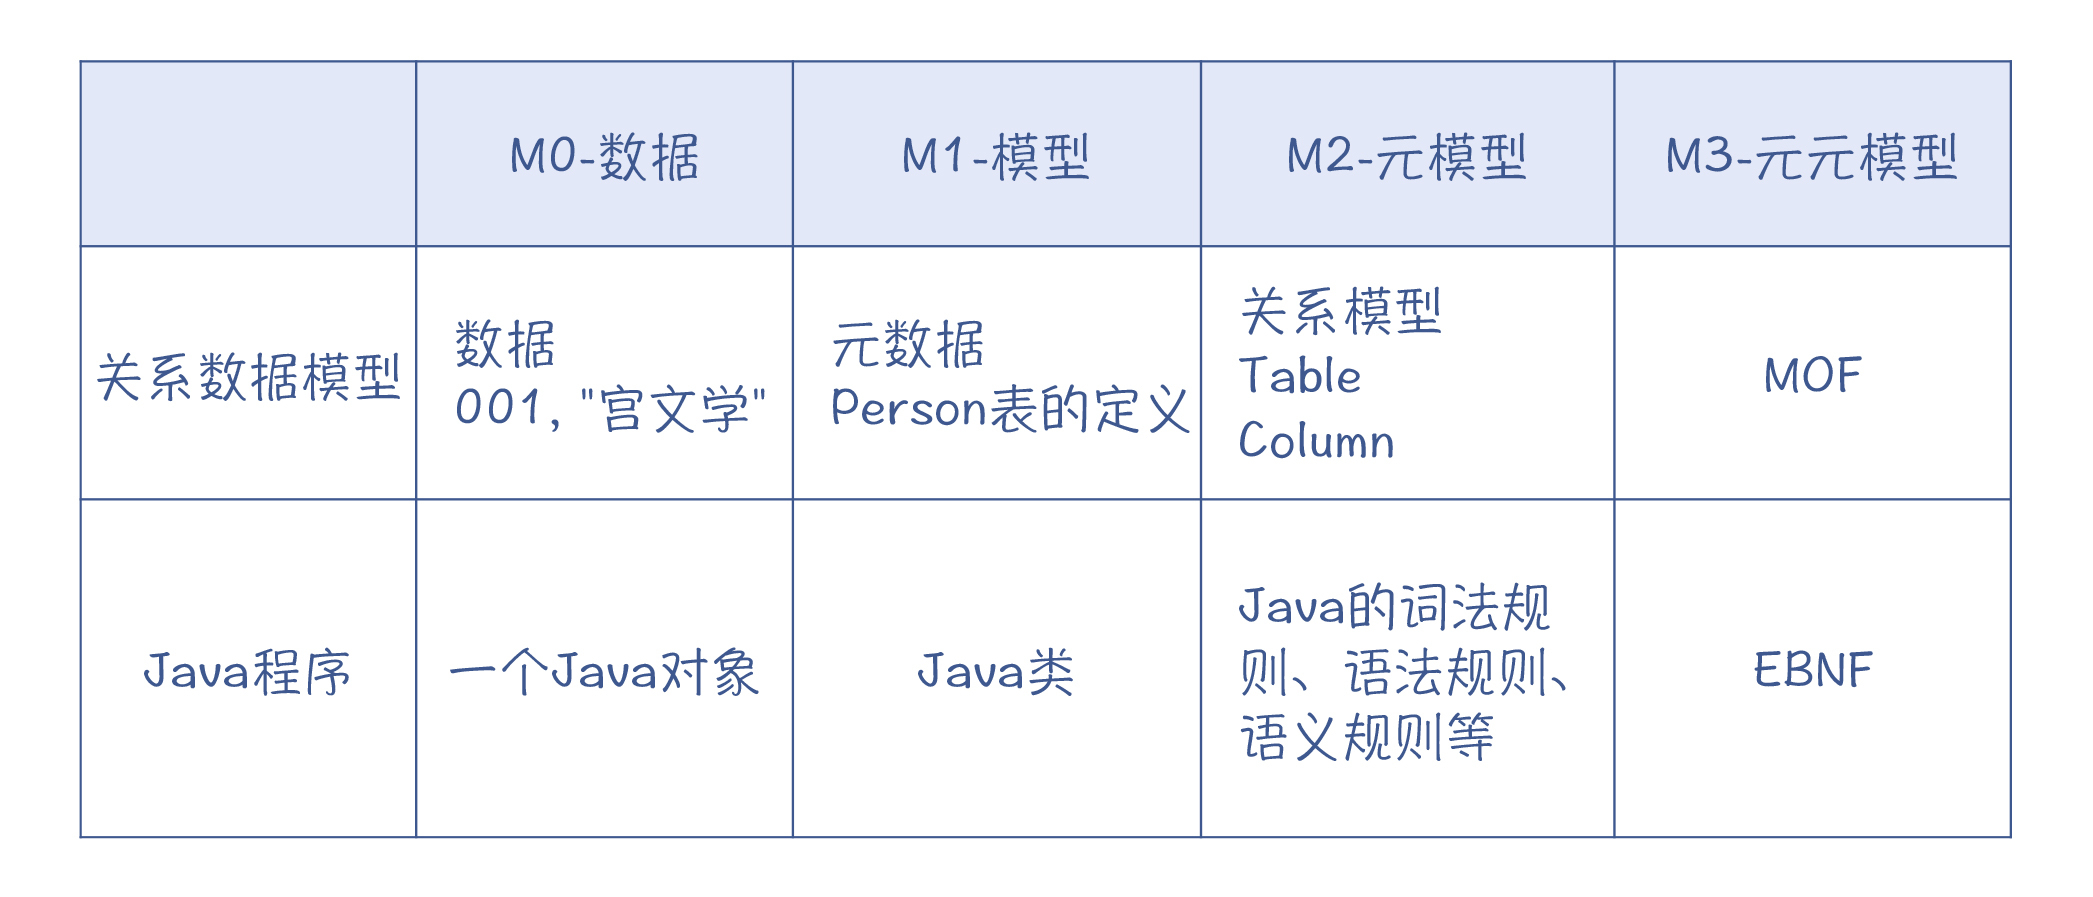 M0-数据
M1-模型
M2-元模型
M3-元元模型
关系数据模型
数据
001, "宫文学"
元数据
Person表的定义
关系模型
Table
Column
MOF
Java程序
一个Java对象
Java类
Java的词法规
则、语法规则、
语义规则等
EBNF